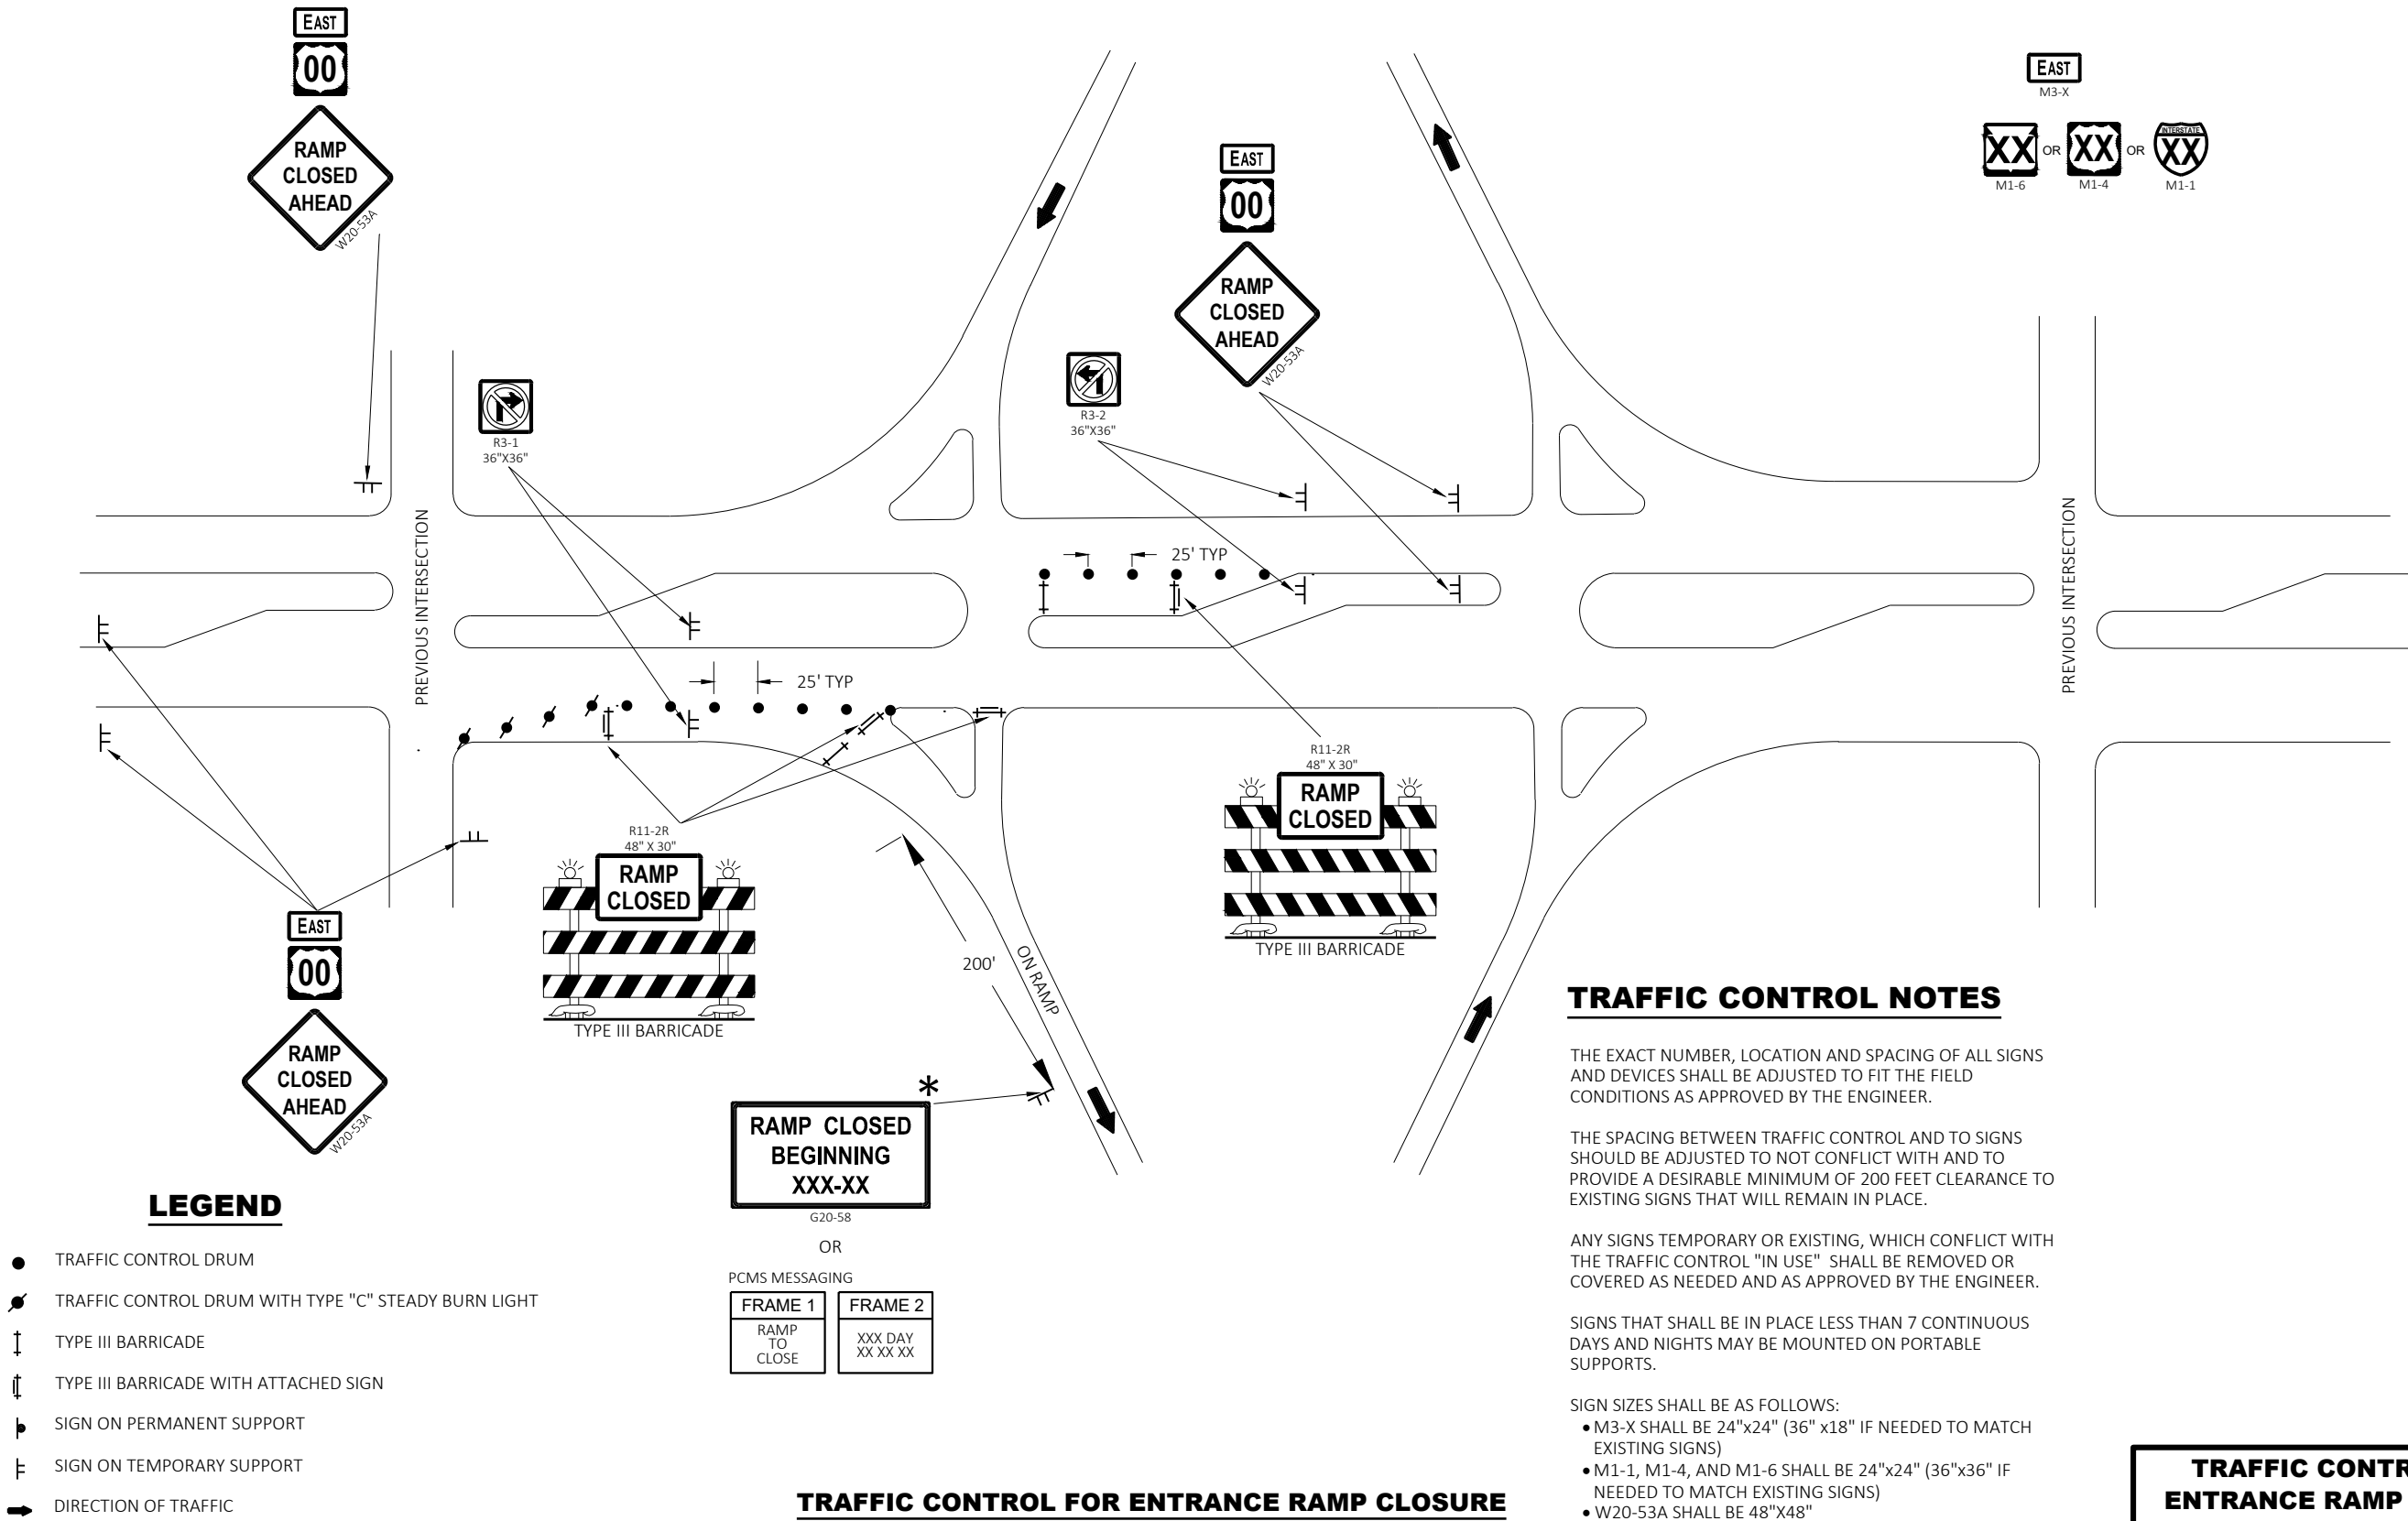 EAST
00
RAMP
CLOSED
AHEAD
W20-53A
EAST
00
RAMP
CLOSED
AHEAD
W20-53A
EAST
M3-X
XX OR XX OR INTERSTATE XX
M1-6 M1-4 M1-1
R3-1
36"X36"
R3-2
36"X36"
PREVIOUS INTERSECTION
25' TYP
25' TYP
PREVIOUS INTERSECTION
R11-2R
48" X 30"
RAMP
CLOSED
TYPE III BARRICADE
R11-2R
48" X 30"
RAMP
CLOSED
TYPE III BARRICADE
200'
ON RAMP
EAST
00
RAMP
CLOSED
AHEAD
W20-53A
*
RAMP CLOSED
BEGINNING
XXX-XX
G20-58
OR
PCMS MESSAGING
FRAME 1
RAMP
TO
CLOSE
FRAME 2
XXX DAY
XX XX XX
LEGEND
TRAFFIC CONTROL DRUM
TRAFFIC CONTROL DRUM WITH TYPE "C" STEADY BURN LIGHT
TYPE III BARRICADE
TYPE III BARRICADE WITH ATTACHED SIGN
SIGN ON PERMANENT SUPPORT
SIGN ON TEMPORARY SUPPORT
DIRECTION OF TRAFFIC
TRAFFIC CONTROL FOR ENTRANCE RAMP CLOSURE
TRAFFIC CONTROL NOTES
THE EXACT NUMBER, LOCATION AND SPACING OF ALL SIGNS
AND DEVICES SHALL BE ADJUSTED TO FIT THE FIELD
CONDITIONS AS APPROVED BY THE ENGINEER.
THE SPACING BETWEEN TRAFFIC CONTROL AND TO SIGNS
SHOULD BE ADJUSTED TO NOT CONFLICT WITH AND TO
PROVIDE A DESIRABLE MINIMUM OF 200 FEET CLEARANCE TO
EXISTING SIGNS THAT WILL REMAIN IN PLACE.
ANY SIGNS TEMPORARY OR EXISTING, WHICH CONFLICT WITH
THE TRAFFIC CONTROL "IN USE" SHALL BE REMOVED OR
COVERED AS NEEDED AND AS APPROVED BY THE ENGINEER.
SIGNS THAT SHALL BE IN PLACE LESS THAN 7 CONTINUOUS
DAYS AND NIGHTS MAY BE MOUNTED ON PORTABLE
SUPPORTS.
SIGN SIZES SHALL BE AS FOLLOWS:
• M3-X SHALL BE 24"x24" (36" x18" IF NEEDED TO MATCH
EXISTING SIGNS)
• M1-1, M1-4, AND M1-6 SHALL BE 24"x24" (36"x36" IF
NEEDED TO MATCH EXISTING SIGNS)
• W20-53A SHALL BE 48"X48"
TRAFFIC CONTR
ENTRANCE RAMP